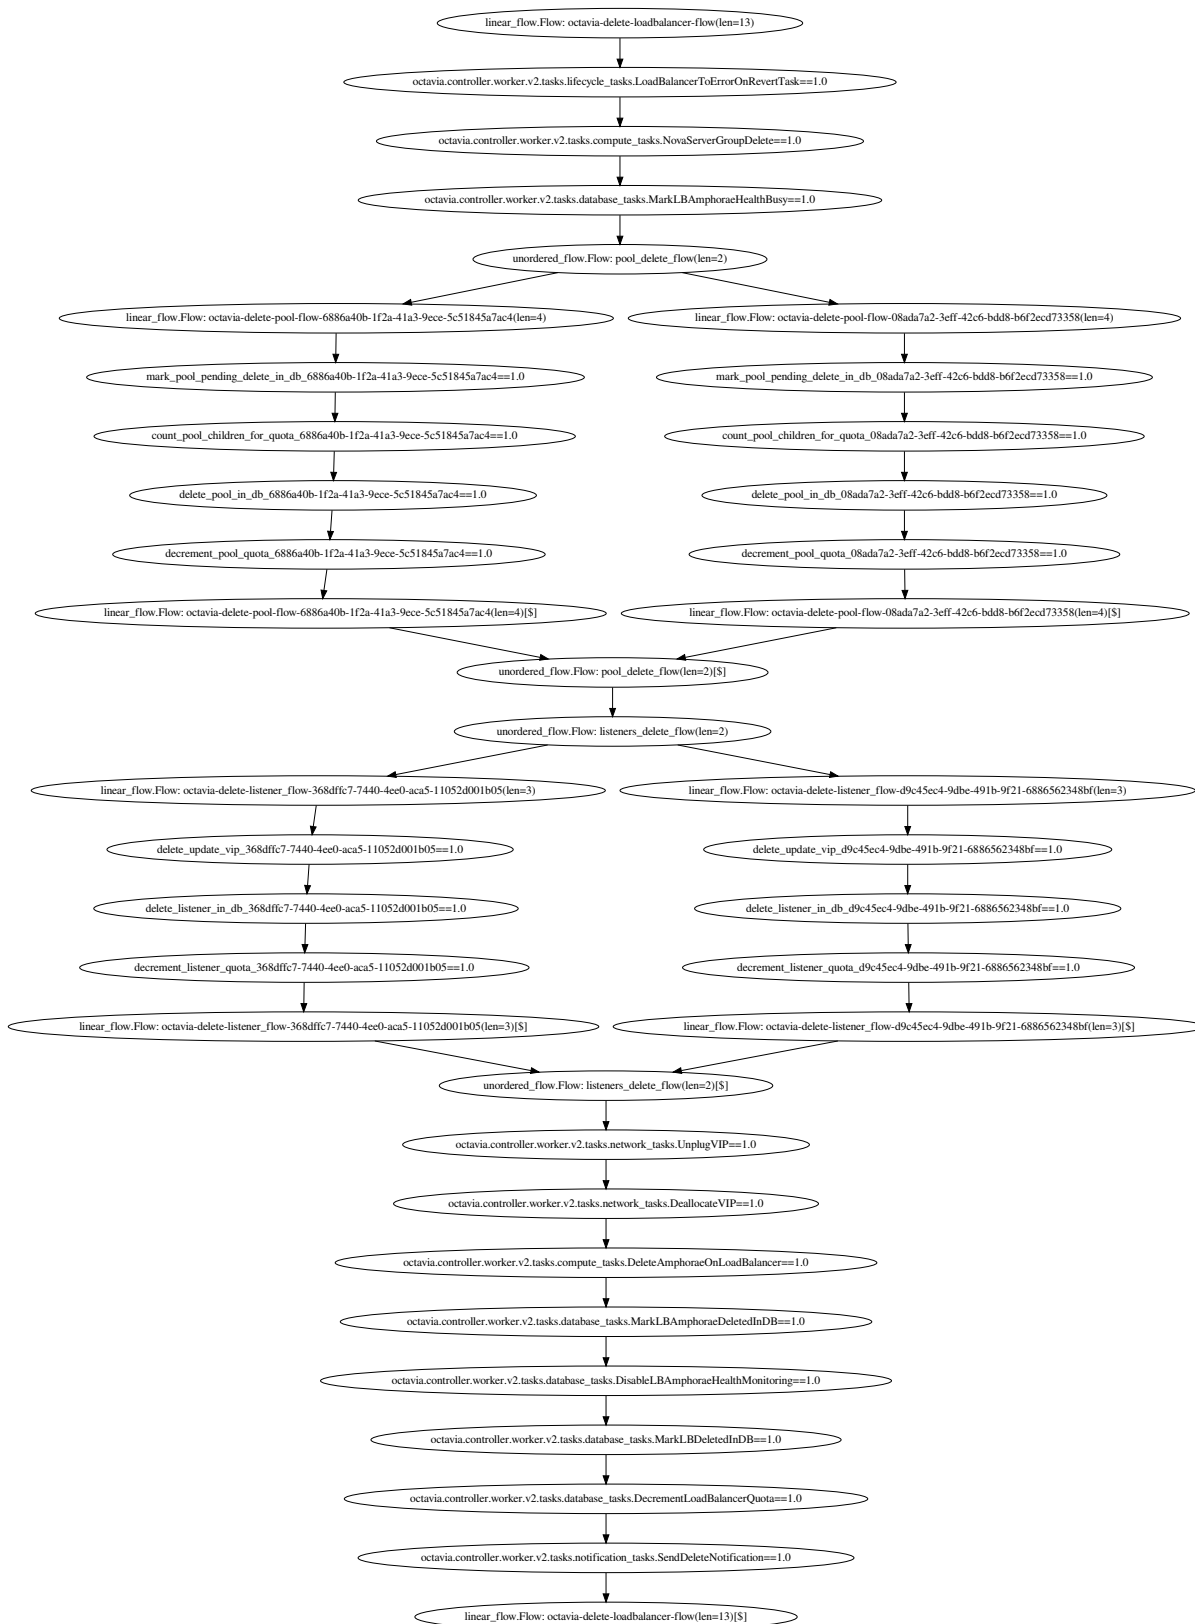 linear_flow.Flow: octavia-delete-loadbalancer-flow(len=13)
octavia.controller.worker.v2.tasks.lifecycle_tasks.LoadBalancerToErrorOnRevertTask==1.0
octavia.controller.worker.v2.tasks.compute_tasks.NovaServerGroupDelete==1.0
octavia.controller.worker.v2.tasks.database_tasks.MarkLBAmphoraeHealthBusy==1.0
unordered_flow.Flow: pool_delete_flow(len=2)
linear_flow.Flow: octavia-delete-pool-flow-6886a40b-1f2a-41a3-9ece-5c51845a7ac4(len=4)
linear_flow.Flow: octavia-delete-pool-flow-08ada7a2-3eff-42c6-bdd8-b6f2ecd73358(len=4)
mark_pool_pending_delete_in_db_6886a40b-1f2a-41a3-9ece-5c51845a7ac4==1.0
mark_pool_pending_delete_in_db_08ada7a2-3eff-42c6-bdd8-b6f2ecd73358==1.0
count_pool_children_for_quota_6886a40b-1f2a-41a3-9ece-5c51845a7ac4==1.0
count_pool_children_for_quota_08ada7a2-3eff-42c6-bdd8-b6f2ecd73358==1.0
delete_pool_in_db_6886a40b-1f2a-41a3-9ece-5c51845a7ac4==1.0
delete_pool_in_db_08ada7a2-3eff-42c6-bdd8-b6f2ecd73358==1.0
decrement_pool_quota_6886a40b-1f2a-41a3-9ece-5c51845a7ac4==1.0
decrement_pool_quota_08ada7a2-3eff-42c6-bdd8-b6f2ecd73358==1.0
linear_flow.Flow: octavia-delete-pool-flow-6886a40b-1f2a-41a3-9ece-5c51845a7ac4(len=4)[$]
linear_flow.Flow: octavia-delete-pool-flow-08ada7a2-3eff-42c6-bdd8-b6f2ecd73358(len=4)[$]
unordered_flow.Flow: pool_delete_flow(len=2)[$]
unordered_flow.Flow: listeners_delete_flow(len=2)
linear_flow.Flow: octavia-delete-listener_flow-368dffc7-7440-4ee0-aca5-11052d001b05(len=3)
linear_flow.Flow: octavia-delete-listener_flow-d9c45ec4-9dbe-491b-9f21-6886562348bf(len=3)
delete_update_vip_368dffc7-7440-4ee0-aca5-11052d001b05==1.0
delete_update_vip_d9c45ec4-9dbe-491b-9f21-6886562348bf==1.0
delete_listener_in_db_368dffc7-7440-4ee0-aca5-11052d001b05==1.0
delete_listener_in_db_d9c45ec4-9dbe-491b-9f21-6886562348bf==1.0
decrement_listener_quota_368dffc7-7440-4ee0-aca5-11052d001b05==1.0
decrement_listener_quota_d9c45ec4-9dbe-491b-9f21-6886562348bf==1.0
linear_flow.Flow: octavia-delete-listener_flow-368dffc7-7440-4ee0-aca5-11052d001b05(len=3)[$]
linear_flow.Flow: octavia-delete-listener_flow-d9c45ec4-9dbe-491b-9f21-6886562348bf(len=3)[$]
unordered_flow.Flow: listeners_delete_flow(len=2)[$]
octavia.controller.worker.v2.tasks.network_tasks.UnplugVIP==1.0
octavia.controller.worker.v2.tasks.network_tasks.DeallocateVIP==1.0
octavia.controller.worker.v2.tasks.compute_tasks.DeleteAmphoraeOnLoadBalancer==1.0
octavia.controller.worker.v2.tasks.database_tasks.MarkLBAmphoraeDeletedInDB==1.0
octavia.controller.worker.v2.tasks.database_tasks.DisableLBAmphoraeHealthMonitoring==1.0
octavia.controller.worker.v2.tasks.database_tasks.MarkLBDeletedInDB==1.0
octavia.controller.worker.v2.tasks.database_tasks.DecrementLoadBalancerQuota==1.0
octavia.controller.worker.v2.tasks.notification_tasks.SendDeleteNotification==1.0
linear_flow.Flow: octavia-delete-loadbalancer-flow(len=13)[$]